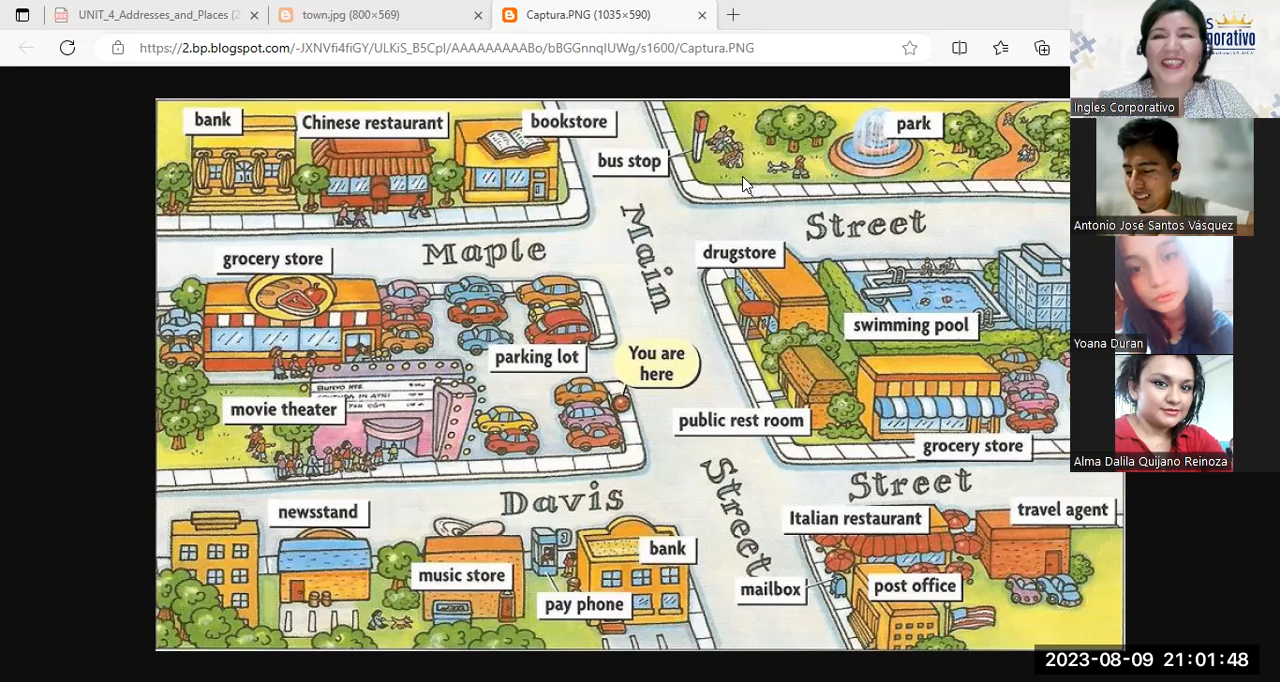 UNIT_4_Addresses_and_Places (2
town.jpg (800×569)
Captura.PNG (1035×590)
https://2.bp.blogspot.com/-JXNVfi4fiGY/ULKiS_B5CpI/AAAAAAAAABo/bBGGnnqIUWg/s1600/Captura.PNG
orporativo
Ingles Corporativo
Antonio José Santos Vásquez
Yoana Duran
Alma Dalila Quijano Reinoza
bank
Chinese restaurant
bookstore
bus stop
park
Maple Street
Main Street
grocery store
drugstore
swimming pool
parking lot
You are
here
movie theater
public rest room
grocery store
Davis Street
newsstand
Italian restaurant
travel agent
music store
bank
pay phone
mailbox
post office
2023-08-09 21:01:48